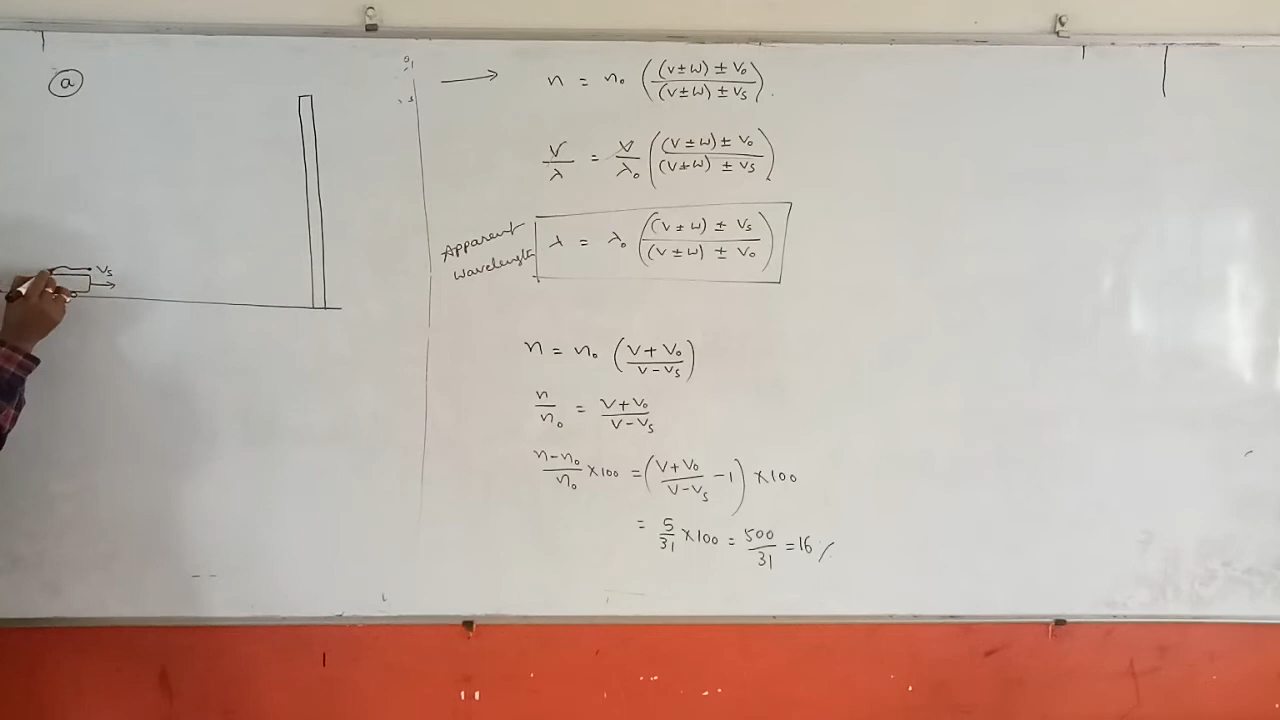 a
Vs
n = n₀ ((v±w) ± V₀ / (v±w) ± Vs).
V/λ = V/λ₀ ((V±w) ± V₀ / (V±w) ± Vs)
Apparent wavelength
λ = λ₀ ((V±w) ± Vs / (V±w) ± V₀)
n = n₀ (V+V₀ / V-Vs)
n/n₀ = V+V₀ / V-Vs
n-n₀/n₀ ×100 = (V+V₀ / V-Vs - 1) ×100
= 5/31 ×100 = 500/31 = 16 %